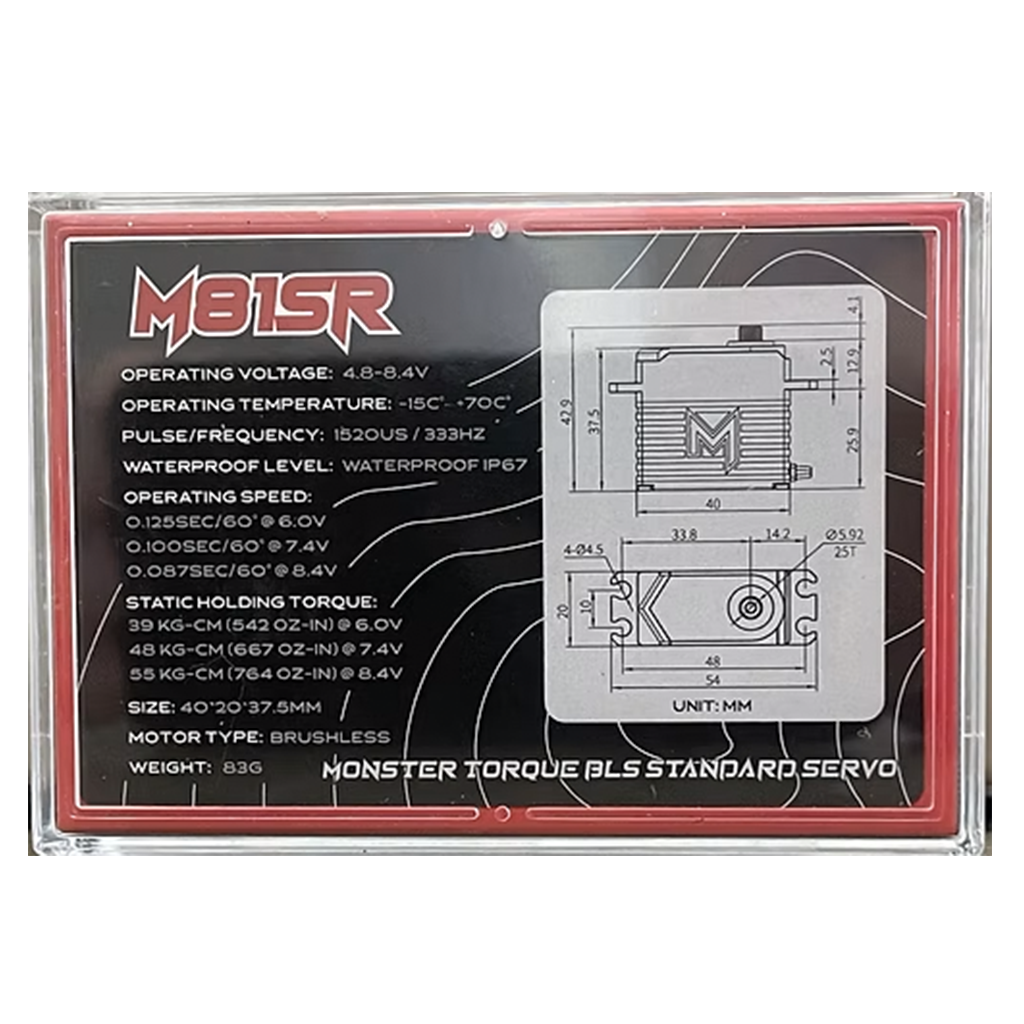 M81SR
OPERATING VOLTAGE: 4.8-8.4V
OPERATING TEMPERATURE: -15C°- +70C°
PULSE/FREQUENCY: 1520US / 333HZ
WATERPROOF LEVEL: WATERPROOF IP67
OPERATING SPEED:
0.125SEC/60° @ 6.0V
0.100SEC/60° @ 7.4V
0.087SEC/60° @ 8.4V
STATIC HOLDING TORQUE:
39 KG-CM (542 OZ-IN) @ 6.0V
48 KG-CM (667 OZ-IN) @ 7.4V
55 KG-CM (764 OZ-IN) @ 8.4V
SIZE: 40*20*37.5MM
MOTOR TYPE: BRUSHLESS
WEIGHT: 83G
4.1
2.5
12.9
42.9
37.5
M
25.9
40
33.8
14.2
Ø5.92
25T
4-Ø4.5
20
10
48
54
UNIT: MM
MONSTER TORQUE BLS STANDARD SERVO